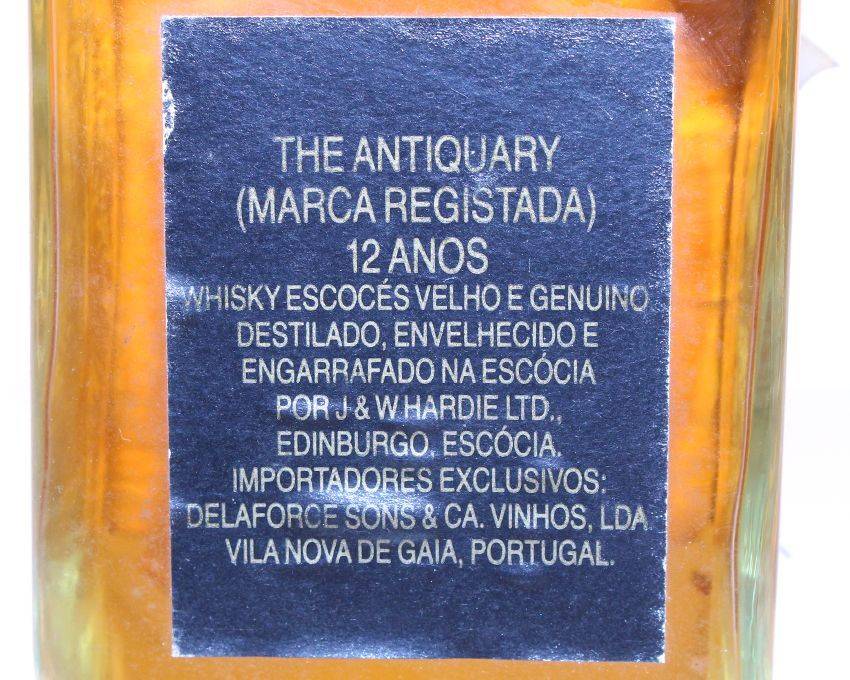 THE ANTIQUARY
(MARCA REGISTADA)
12 ANOS
WHISKY ESCOCÉS VELHO E GENUINO
DESTILADO, ENVELHECIDO E
ENGARRAFADO NA ESCÓCIA
POR J & W HARDIE LTD.,
EDINBURGO, ESCÓCIA.
IMPORTADORES EXCLUSIVOS:
DELAFORCE SONS & CA. VINHOS, LDA
VILA NOVA DE GAIA, PORTUGAL.